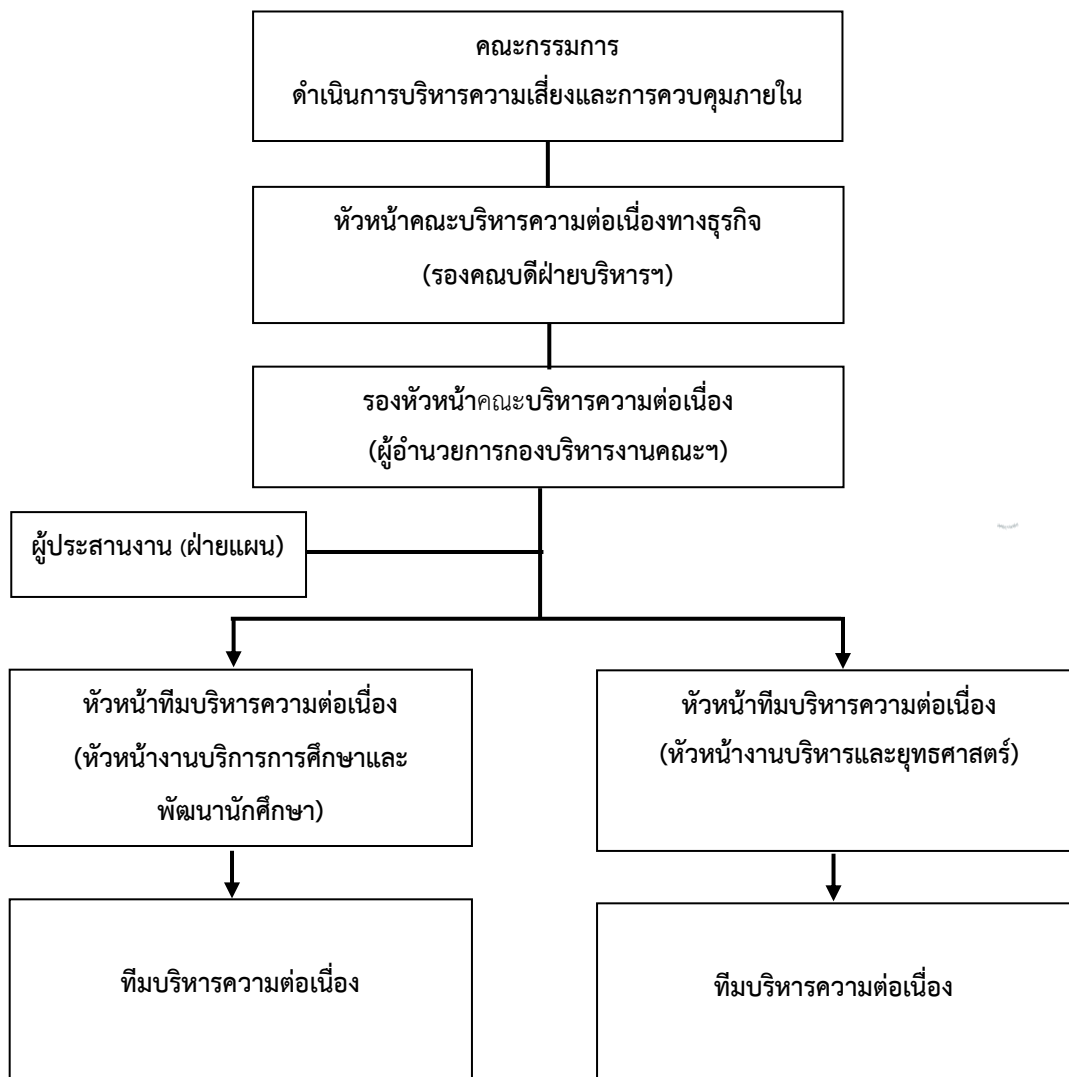 คณะกรรมการ
ดำเนินการบริหารความเสี่ยงและการควบคุมภายใน
หัวหน้าคณะบริหารความต่อเนื่องทางธุรกิจ
(รองคณบดีฝ่ายบริหารฯ)
รองหัวหน้าคณะบริหารความต่อเนื่อง
(ผู้อำนวยการกองบริหารงานคณะฯ)
ผู้ประสานงาน (ฝ่ายแผน)
หัวหน้าทีมบริหารความต่อเนื่อง
(หัวหน้างานบริการการศึกษาและ
พัฒนานักศึกษา)
หัวหน้าทีมบริหารความต่อเนื่อง
(หัวหน้างานบริหารและยุทธศาสตร์)
ทีมบริหารความต่อเนื่อง
ทีมบริหารความต่อเนื่อง